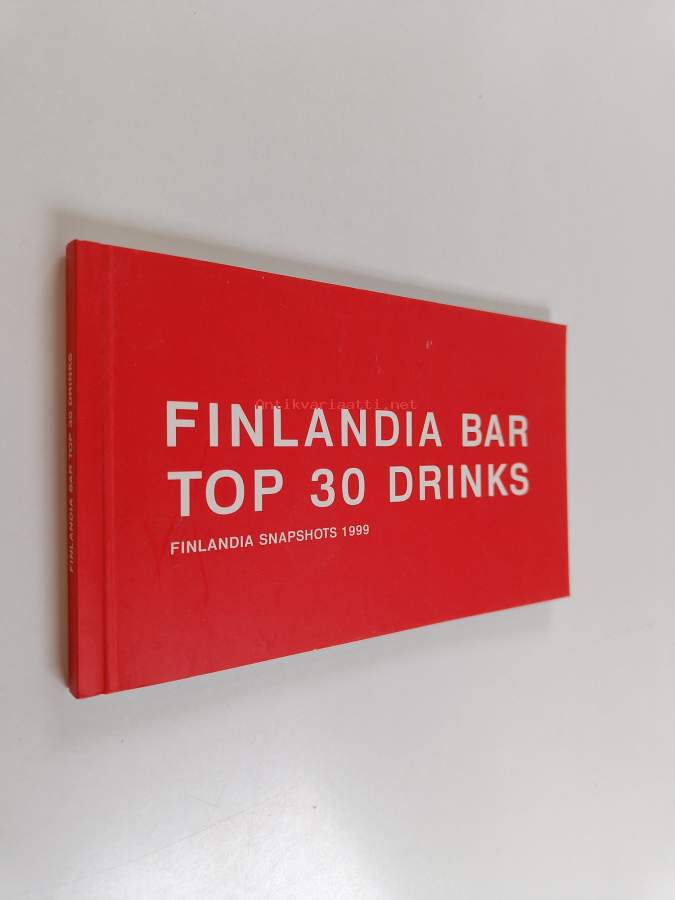 FINLANDIA BAR TOP 30 DRINKS
Antikvariaatti.net
FINLANDIA BAR
TOP 30 DRINKS
FINLANDIA SNAPSHOTS 1999